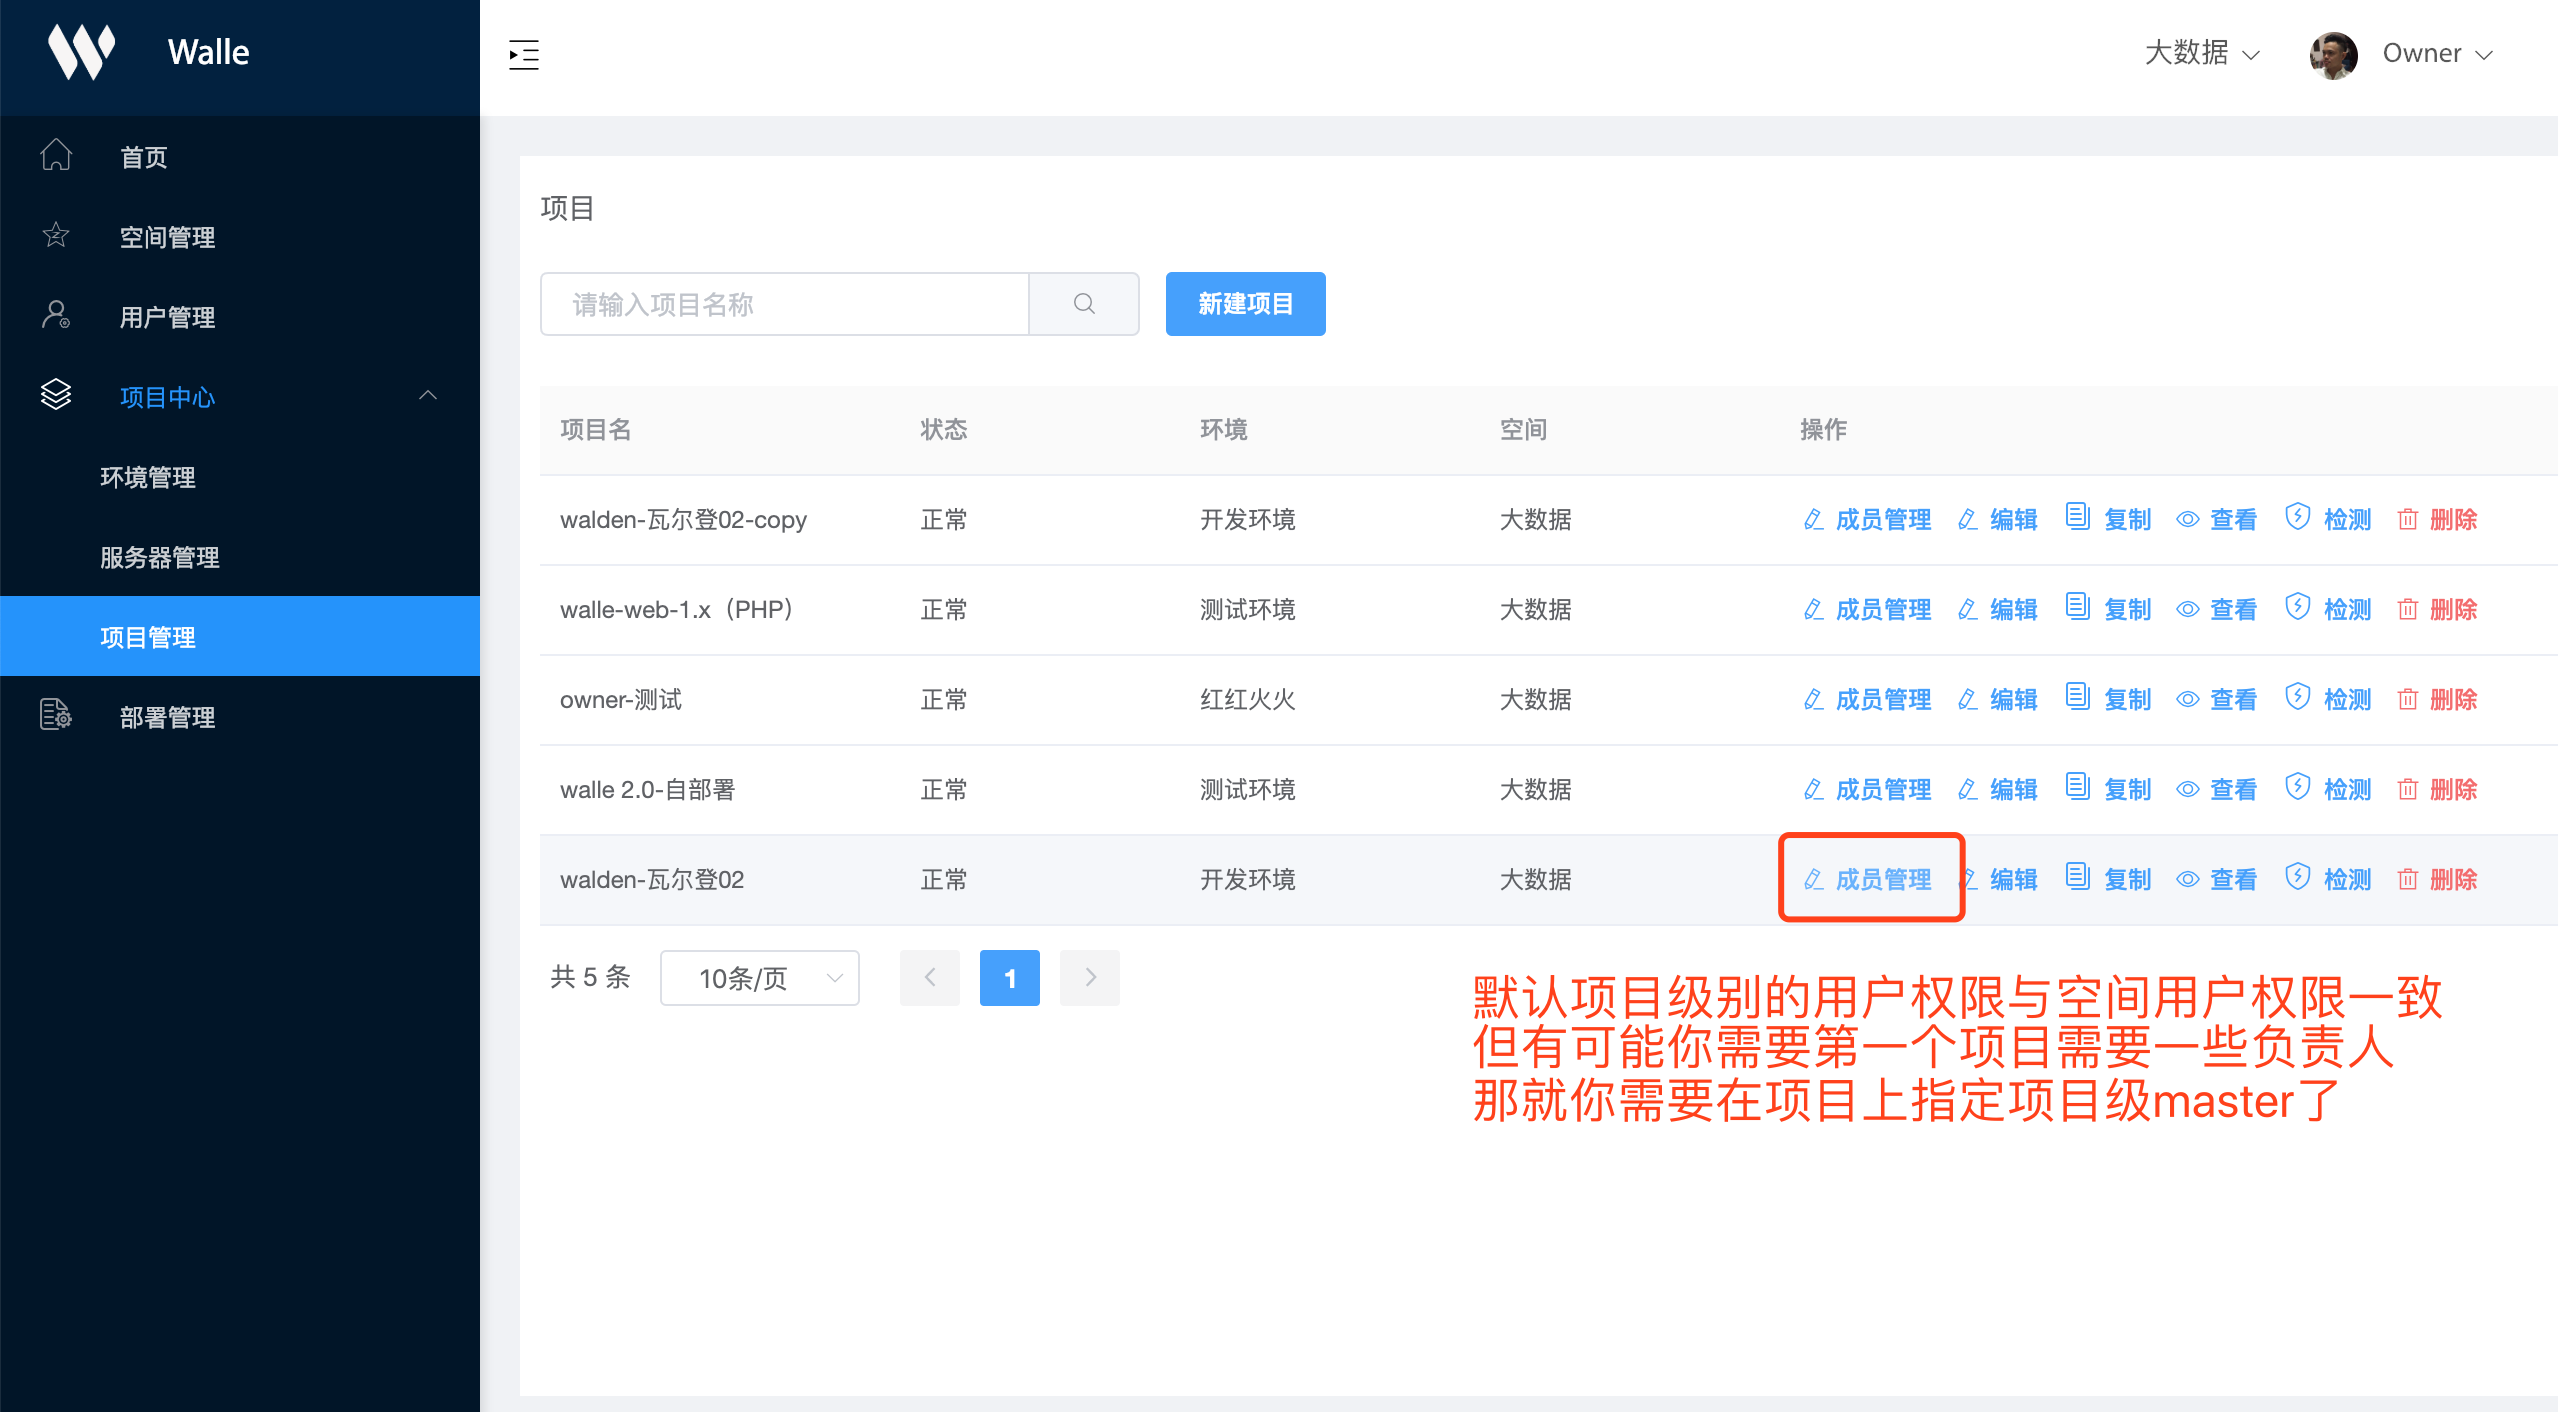 Walle
大数据
Owner
首页
空间管理
用户管理
项目中心
环境管理
服务器管理
项目管理
部署管理
项目
请输入项目名称
新建项目
项目名 状态 环境 空间 操作
walden-瓦尔登02-copy 正常 开发环境 大数据 成员管理 编辑 复制 查看 检测 删除
walle-web-1.x（PHP） 正常 测试环境 大数据 成员管理 编辑 复制 查看 检测 删除
owner-测试 正常 红红火火 大数据 成员管理 编辑 复制 查看 检测 删除
walle 2.0-自部署 正常 测试环境 大数据 成员管理 编辑 复制 查看 检测 删除
walden-瓦尔登02 正常 开发环境 大数据 成员管理 编辑 复制 查看 检测 删除
共 5 条 10条/页 1
默认项目级别的用户权限与空间用户权限一致
但有可能你需要第一个项目需要一些负责人
那就你需要在项目上指定项目级master了